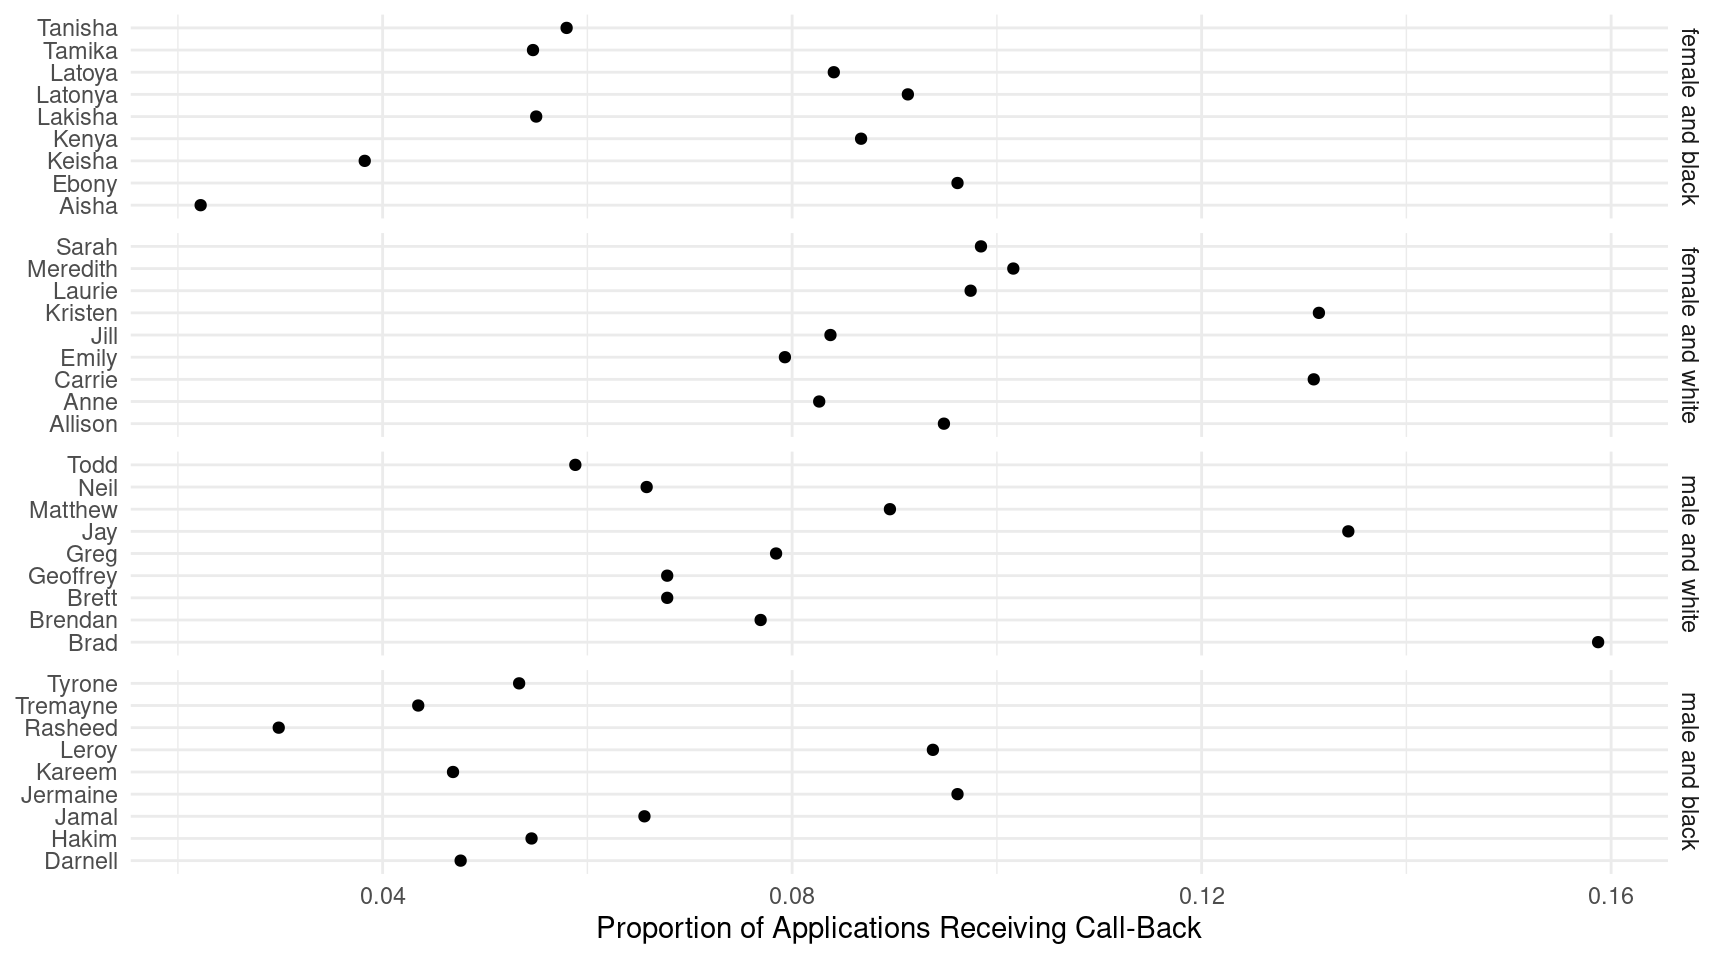 Tanisha
Tamika
Latoya
Latonya
Lakisha
Kenya
Keisha
Ebony
Aisha
female and black
Sarah
Meredith
Laurie
Kristen
Jill
Emily
Carrie
Anne
Allison
female and white
Todd
Neil
Matthew
Jay
Greg
Geoffrey
Brett
Brendan
Brad
male and white
Tyrone
Tremayne
Rasheed
Leroy
Kareem
Jermaine
Jamal
Hakim
Darnell
male and black
0.04 0.08 0.12 0.16
Proportion of Applications Receiving Call-Back